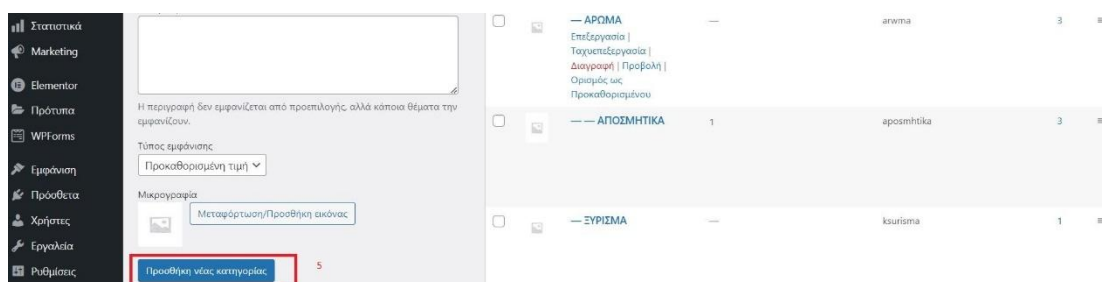 Στατιστικά
Marketing
Elementor
Πρότυπα
WPForms
Εμφάνιση
Πρόσθετα
Χρήστες
Εργαλεία
Ρυθμίσεις
Η περιγραφή δεν εμφανίζεται από προεπιλογής, αλλά κάποια θέματα την
εμφανίζουν.
Τύπος εμφάνισης
Προκαθορισμένη τιμή
Μικρογραφία
Μεταφόρτωση/Προσθήκη εικόνας
Προσθήκη νέας κατηγορίας 5
— ΑΡΩΜΑ — arwma 3
Επεξεργασία |
Ταχυεπεξεργασία |
Διαγραφή | Προβολή |
Ορισμός ως
Προκαθορισμένου
— — ΑΠΟΣΜΗΤΙΚΑ 1 aposmhtika 3
— ΞΥΡΙΣΜΑ — ksurisma 1